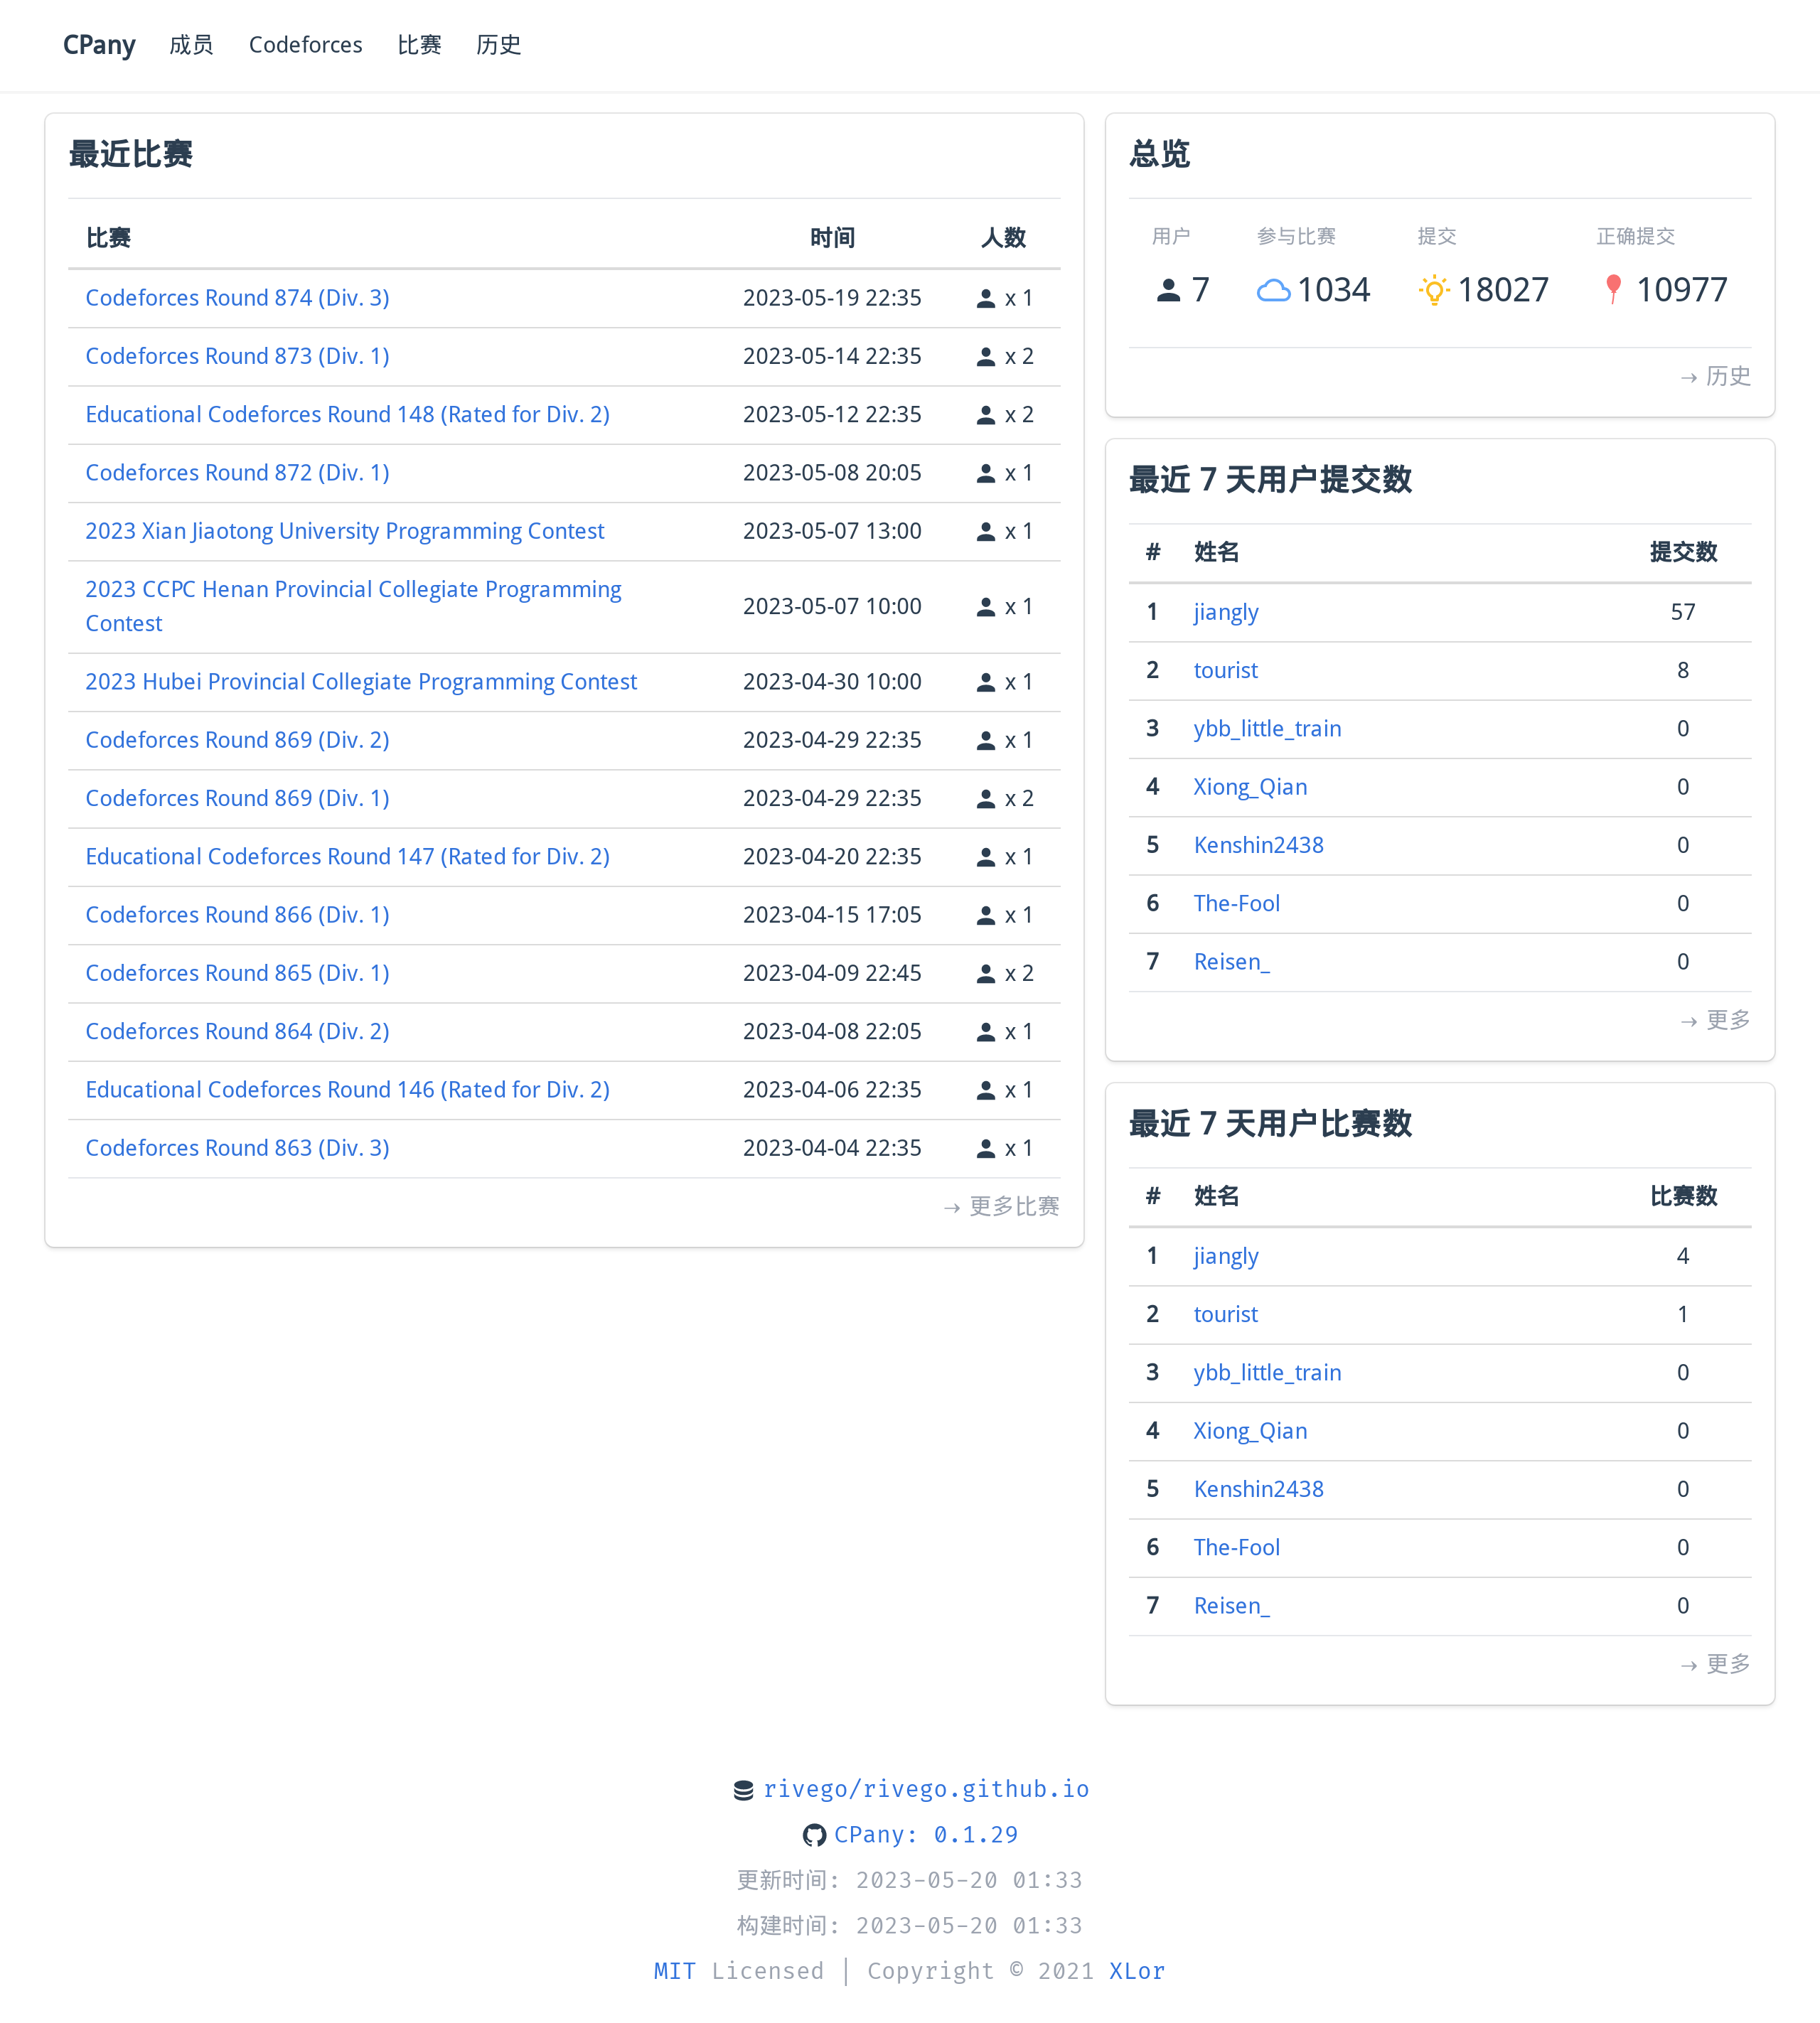 CPany 成员 Codeforces 比赛 历史
最近比赛
比赛 时间 人数
Codeforces Round 874 (Div. 3) 2023-05-19 22:35 x 1
Codeforces Round 873 (Div. 1) 2023-05-14 22:35 x 2
Educational Codeforces Round 148 (Rated for Div. 2) 2023-05-12 22:35 x 2
Codeforces Round 872 (Div. 1) 2023-05-08 20:05 x 1
2023 Xian Jiaotong University Programming Contest 2023-05-07 13:00 x 1
2023 CCPC Henan Provincial Collegiate Programming
Contest 2023-05-07 10:00 x 1
2023 Hubei Provincial Collegiate Programming Contest 2023-04-30 10:00 x 1
Codeforces Round 869 (Div. 2) 2023-04-29 22:35 x 1
Codeforces Round 869 (Div. 1) 2023-04-29 22:35 x 2
Educational Codeforces Round 147 (Rated for Div. 2) 2023-04-20 22:35 x 1
Codeforces Round 866 (Div. 1) 2023-04-15 17:05 x 1
Codeforces Round 865 (Div. 1) 2023-04-09 22:45 x 2
Codeforces Round 864 (Div. 2) 2023-04-08 22:05 x 1
Educational Codeforces Round 146 (Rated for Div. 2) 2023-04-06 22:35 x 1
Codeforces Round 863 (Div. 3) 2023-04-04 22:35 x 1
→ 更多比赛
总览
用户 参与比赛 提交 正确提交
7 1034 18027 10977
→ 历史
最近 7 天用户提交数
# 姓名 提交数
1 jiangly 57
2 tourist 8
3 ybb_little_train 0
4 Xiong_Qian 0
5 Kenshin2438 0
6 The-Fool 0
7 Reisen_ 0
→ 更多
最近 7 天用户比赛数
# 姓名 比赛数
1 jiangly 4
2 tourist 1
3 ybb_little_train 0
4 Xiong_Qian 0
5 Kenshin2438 0
6 The-Fool 0
7 Reisen_ 0
→ 更多
rivego/rivego.github.io
CPany: 0.1.29
更新时间: 2023-05-20 01:33
构建时间: 2023-05-20 01:33
MIT Licensed | Copyright © 2021 XLor